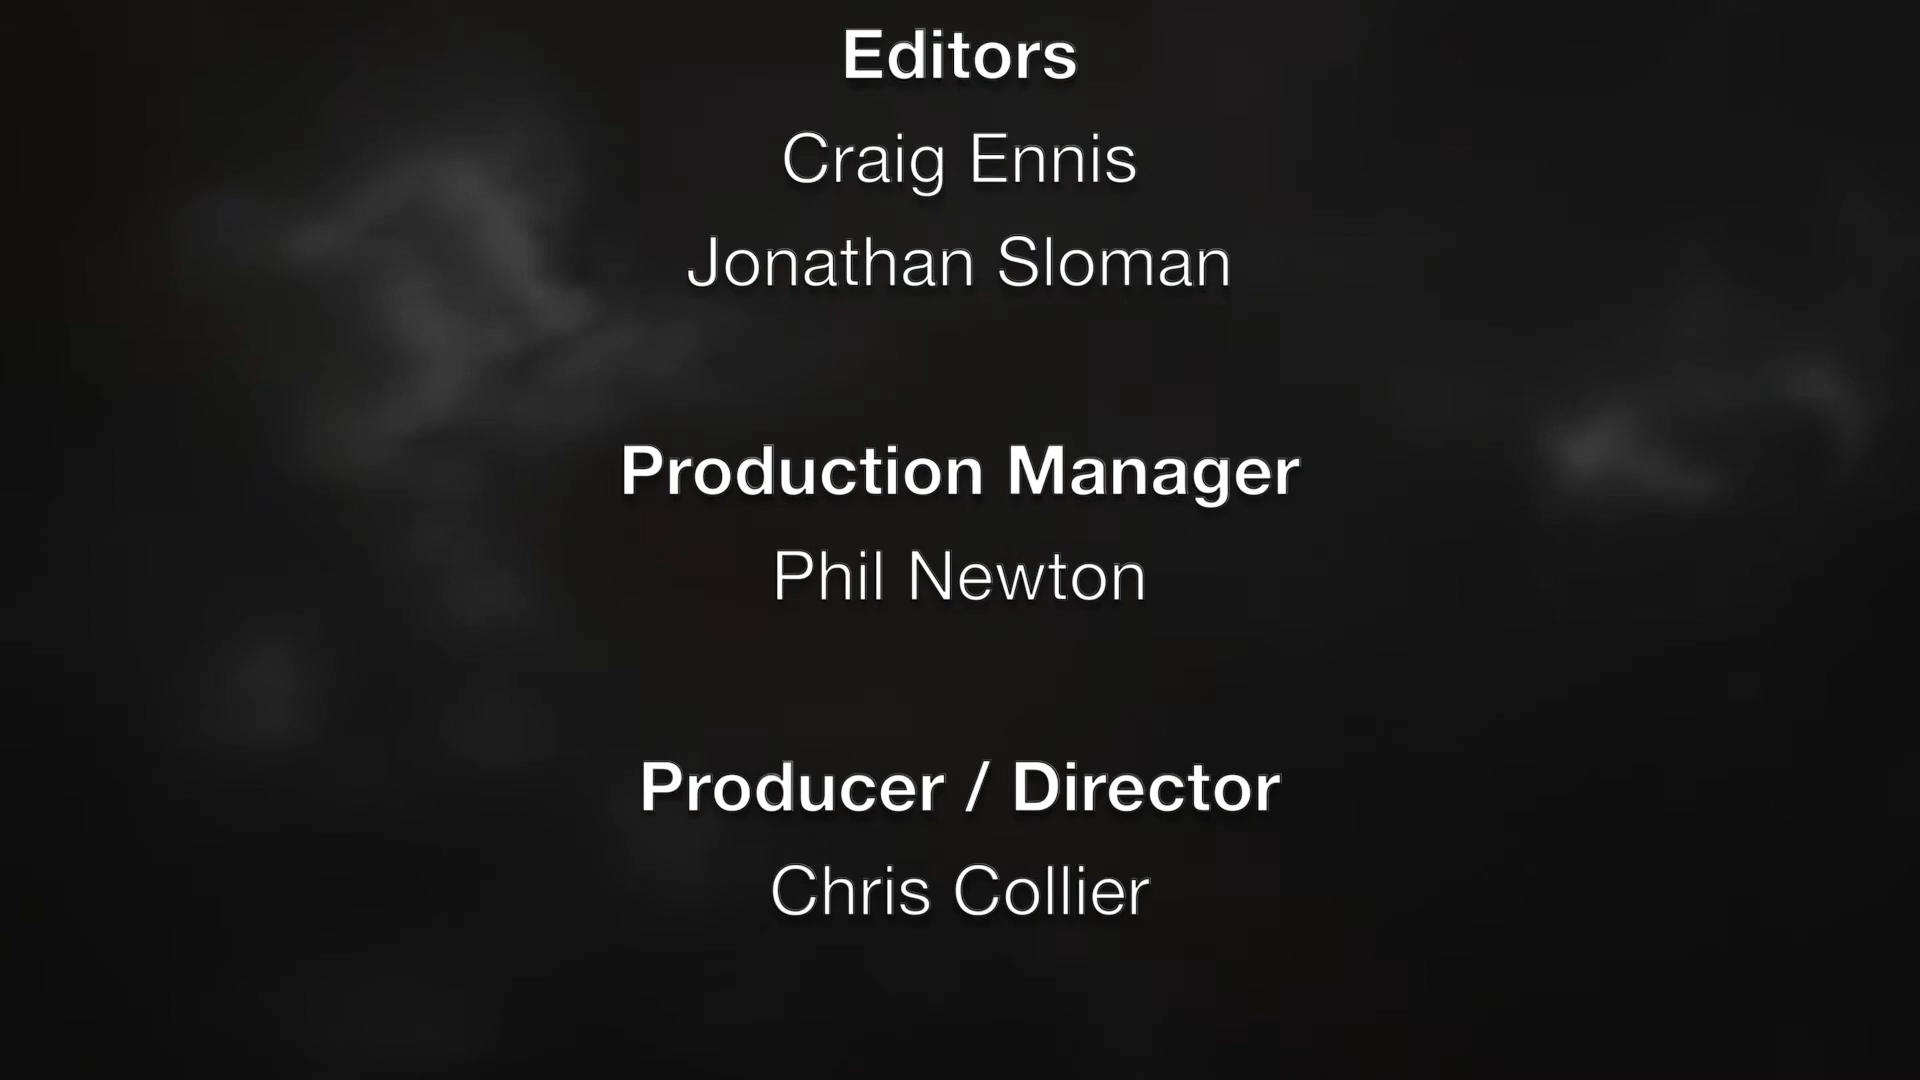 Editors
Craig Ennis
Jonathan Sloman
Production Manager
Phil Newton
Producer / Director
Chris Collier